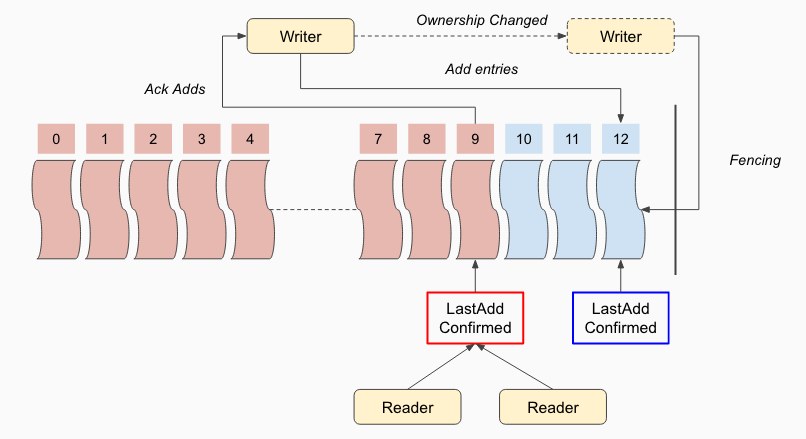 Ownership Changed
Writer
Writer
Add entries
Ack Adds
0 1 2 3 4 7 8 9 10 11 12
Fencing
LastAdd
Confirmed
LastAdd
Confirmed
Reader
Reader